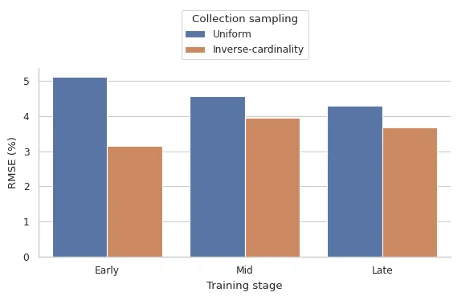 Collection sampling
Uniform
Inverse-cardinality
RMSE (%)
5
4
3
2
1
0
Early Mid Late
Training stage